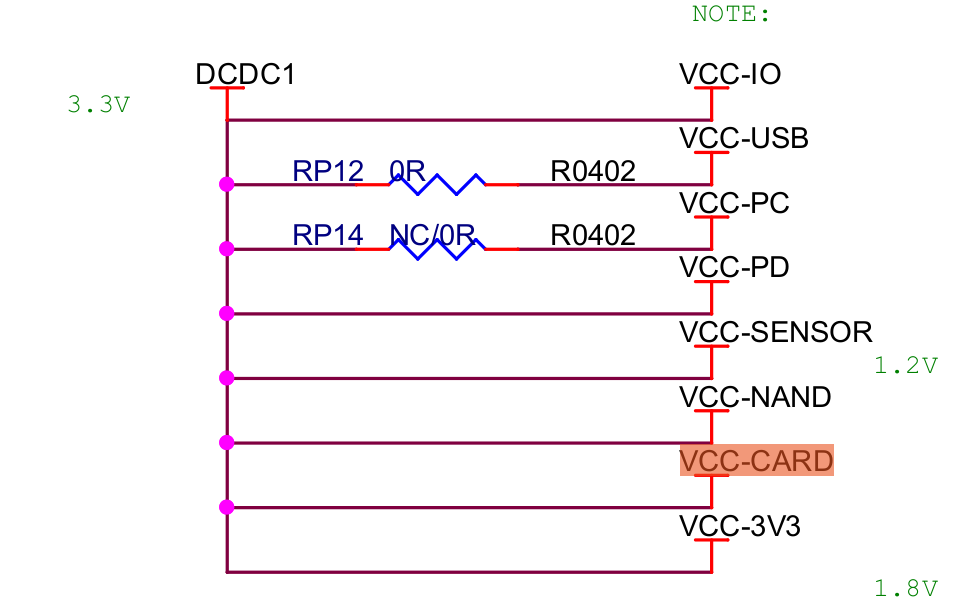 NOTE:
DCDC1
VCC-IO
3.3V
VCC-USB
RP12 0R R0402
VCC-PC
RP14 NC/0R R0402
VCC-PD
VCC-SENSOR
1.2V
VCC-NAND
VCC-CARD
VCC-3V3
1.8V